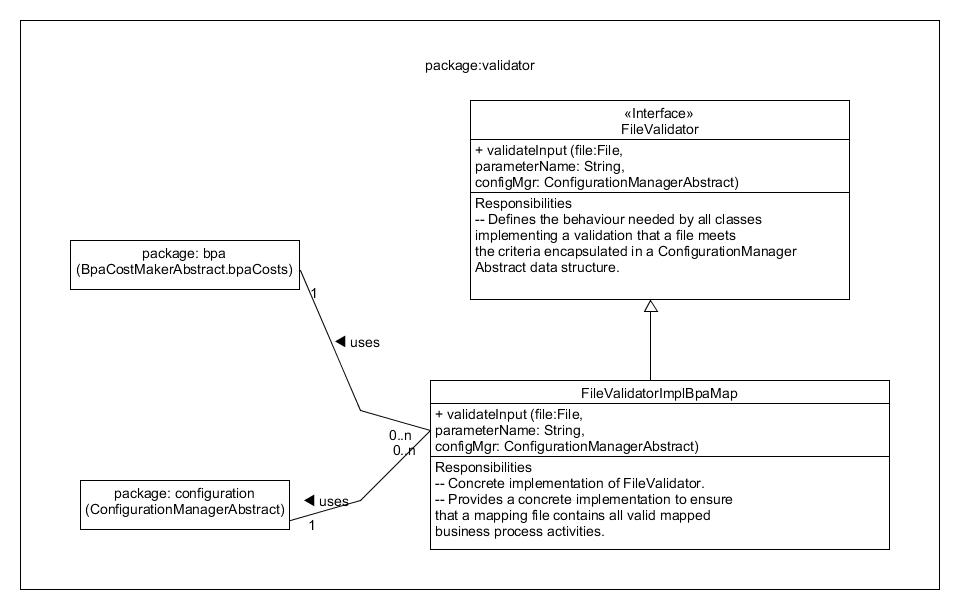 package:validator
«Interface»
FileValidator
+ validateInput (file:File,
parameterName: String,
configMgr: ConfigurationManagerAbstract)
Responsibilities
-- Defines the behaviour needed by all classes
implementing a validation that a file meets
the criteria encapsulated in a ConfigurationManager
Abstract data structure.
package: bpa
(BpaCostMakerAbstract.bpaCosts)
1
◀ uses
0..n
0..n
◀ uses
1
package: configuration
(ConfigurationManagerAbstract)
FileValidatorImplBpaMap
+ validateInput (file:File,
parameterName: String,
configMgr: ConfigurationManagerAbstract)
Responsibilities
-- Concrete implementation of FileValidator.
-- Provides a concrete implementation to ensure
that a mapping file contains all valid mapped
business process activities.